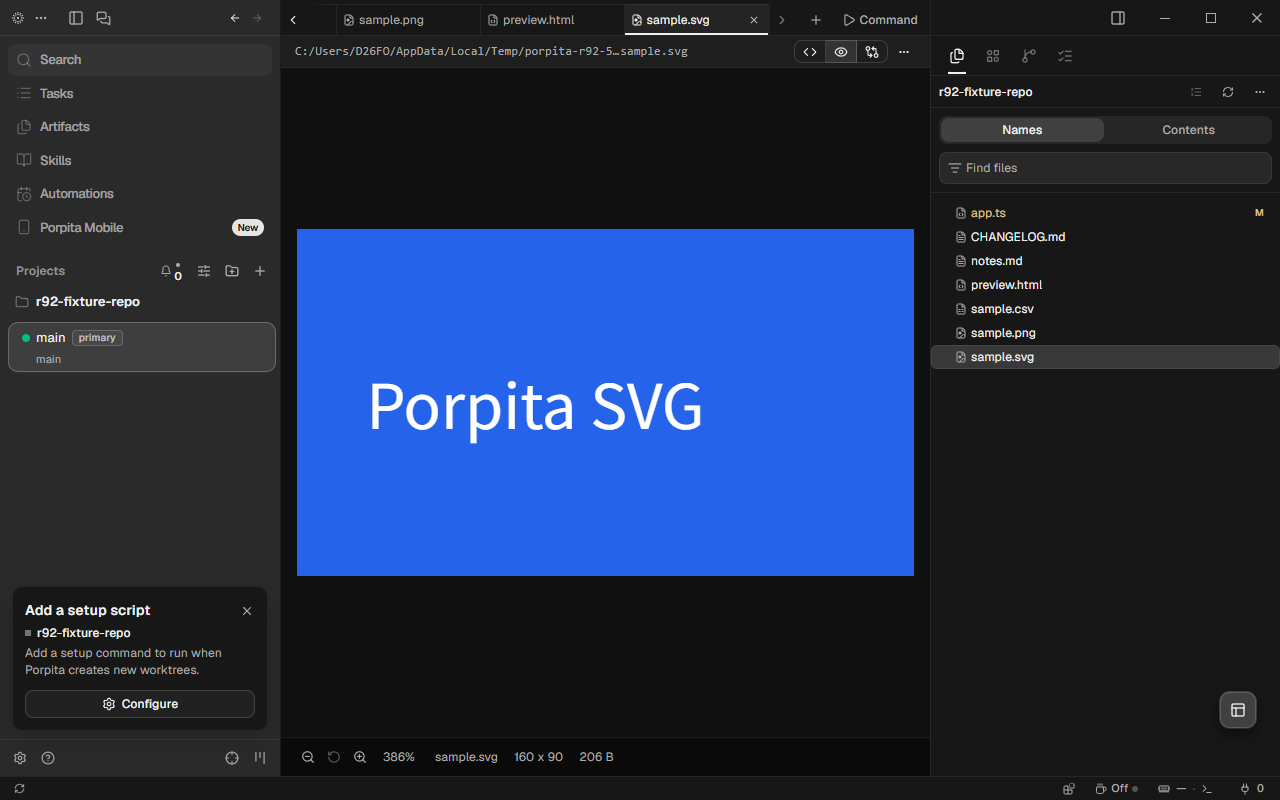 sample.png
preview.html
sample.svg
Command
C:/Users/D26FO/AppData/Local/Temp/porpita-r92-5…sample.svg
Search
Tasks
Artifacts
Skills
Automations
Porpita Mobile
New
Projects
0
r92-fixture-repo
main
primary
main
Add a setup script
r92-fixture-repo
Add a setup command to run when
Porpita creates new worktrees.
Configure
Porpita SVG
386%
sample.svg
160 x 90
206 B
r92-fixture-repo
Names
Contents
Find files
app.ts
M
CHANGELOG.md
notes.md
preview.html
sample.csv
sample.png
sample.svg
Off
— ·
0